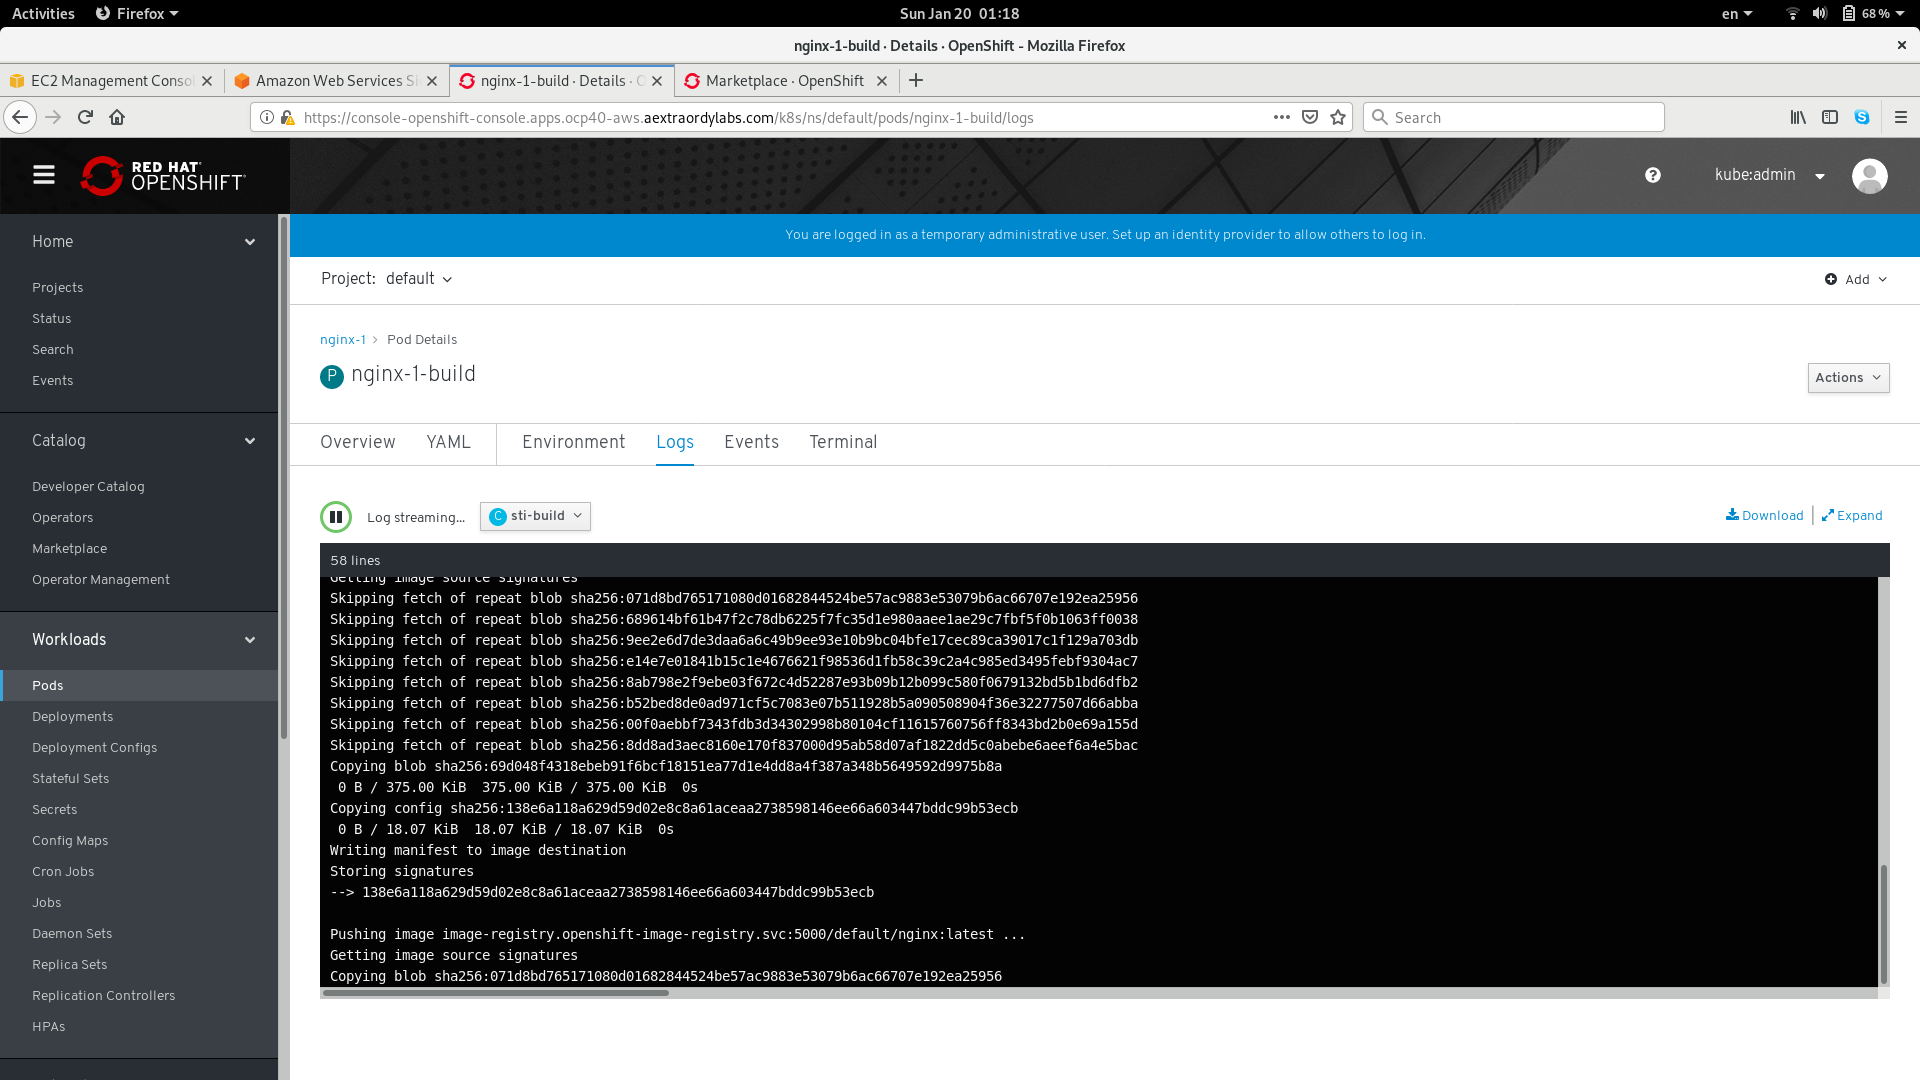 Activities Firefox Sun Jan 20 01:18 en 68 %
nginx-1-build · Details · OpenShift - Mozilla Firefox
EC2 Management Conso Amazon Web Services Si nginx-1-build · Details · O Marketplace · OpenShift
https://console-openshift-console.apps.ocp40-aws.aextraordylabs.com/k8s/ns/default/pods/nginx-1-build/logs Search
RED HAT
OPENSHIFT
kube:admin
You are logged in as a temporary administrative user. Set up an identity provider to allow others to log in.
Home
Projects
Status
Search
Events
Catalog
Developer Catalog
Operators
Marketplace
Operator Management
Workloads
Pods
Deployments
Deployment Configs
Stateful Sets
Secrets
Config Maps
Cron Jobs
Jobs
Daemon Sets
Replica Sets
Replication Controllers
HPAs
Project: default Add
nginx-1 > Pod Details
P nginx-1-build Actions
Overview YAML Environment Logs Events Terminal
Log streaming... C sti-build Download Expand
58 lines
Getting image source signatures
Skipping fetch of repeat blob sha256:071d8bd765171080d01682844524be57ac9883e53079b6ac66707e192ea25956
Skipping fetch of repeat blob sha256:689614bf61b47f2c78db6225f7fc35d1e980aaee1ae29c7fbf5f0b1063ff0038
Skipping fetch of repeat blob sha256:9ee2e6d7de3daa6a6c49b9ee93e10b9bc04bfe17cec89ca39017c1f129a703db
Skipping fetch of repeat blob sha256:e14e7e01841b15c1e4676621f98536d1fb58c39c2a4c985ed3495febf9304ac7
Skipping fetch of repeat blob sha256:8ab798e2f9ebe03f672c4d52287e93b09b12b099c580f0679132bd5b1bd6dfb2
Skipping fetch of repeat blob sha256:b52bed8de0ad971cf5c7083e07b511928b5a090508904f36e32277507d66abba
Skipping fetch of repeat blob sha256:00f0aebbf7343fdb3d34302998b80104cf11615760756ff8343bd2b0e69a155d
Skipping fetch of repeat blob sha256:8dd8ad3aec8160e170f837000d95ab58d07af1822dd5c0abebe6aeef6a4e5bac
Copying blob sha256:69d048f4318ebeb91f6bcf18151ea77d1e4dd8a4f387a348b5649592d9975b8a
0 B / 375.00 KiB 375.00 KiB / 375.00 KiB 0s
Copying config sha256:138e6a118a629d59d02e8c8a61aceaa2738598146ee66a603447bddc99b53ecb
0 B / 18.07 KiB 18.07 KiB / 18.07 KiB 0s
Writing manifest to image destination
Storing signatures
--> 138e6a118a629d59d02e8c8a61aceaa2738598146ee66a603447bddc99b53ecb
Pushing image image-registry.openshift-image-registry.svc:5000/default/nginx:latest ...
Getting image source signatures
Copying blob sha256:071d8bd765171080d01682844524be57ac9883e53079b6ac66707e192ea25956